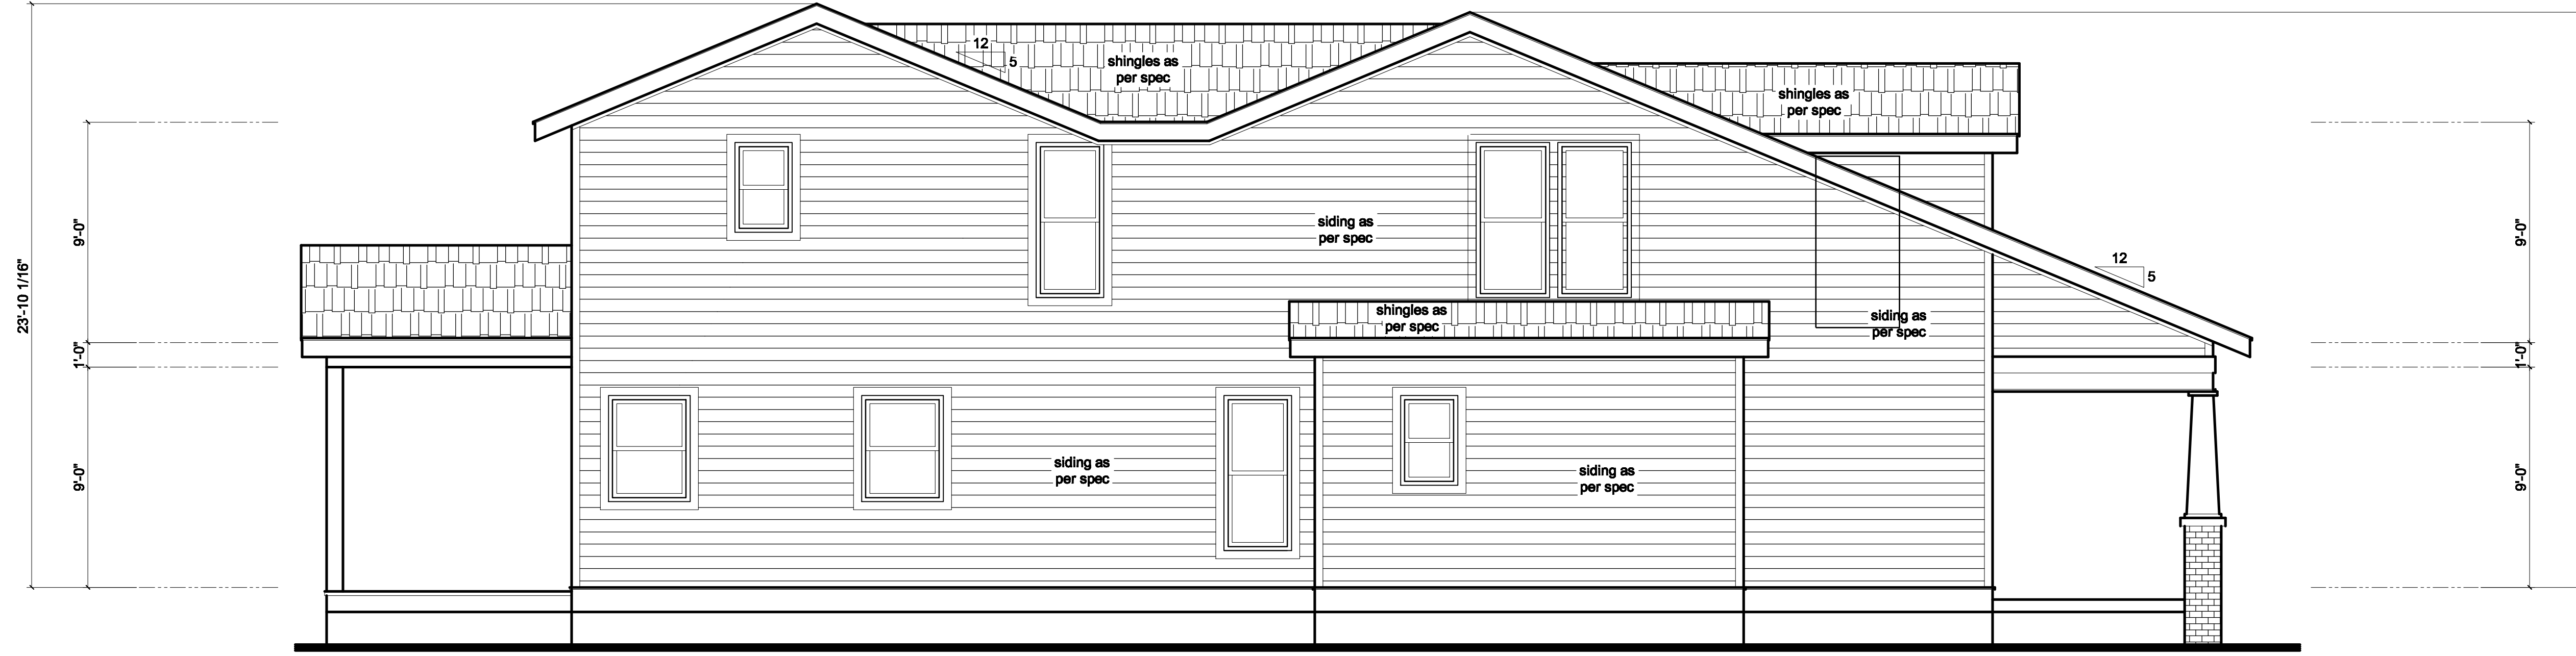 12
5
shingles as
per spec
shingles as
per spec
9'-0"
siding as
per spec
9'-0"
23'-10 1/16"
12
5
shingles as
per spec
siding as
per spec
1'-0"
1'-0"
siding as
per spec
siding as
per spec
9'-0"
9'-0"